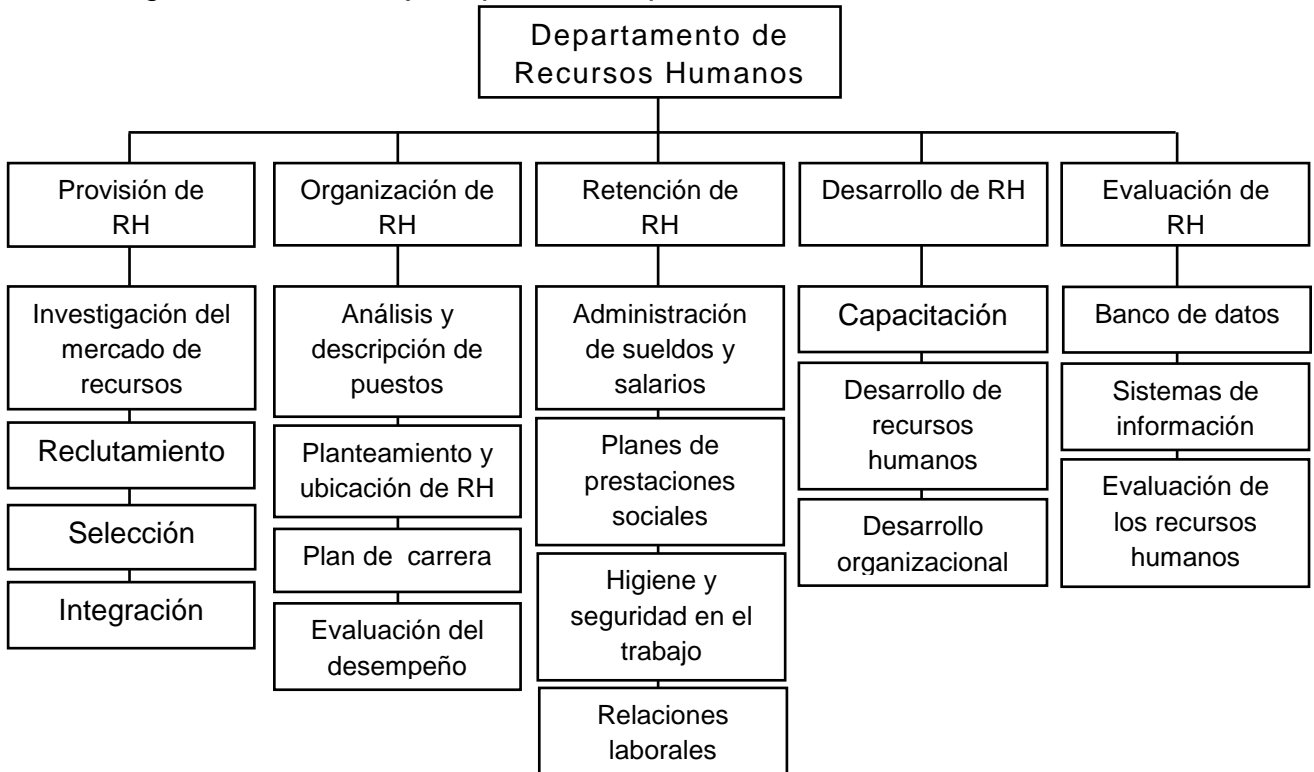 Departamento de
Recursos Humanos
Provisión de
RH
Organización de
RH
Retención de
RH
Desarrollo de RH
Evaluación de
RH
Investigación del
mercado de
recursos
Reclutamiento
Selección
Integración
Análisis y
descripción de
puestos
Planteamiento y
ubicación de RH
Plan de carrera
Evaluación del
desempeño
Administración
de sueldos y
salarios
Planes de
prestaciones
sociales
Higiene y
seguridad en el
trabajo
Relaciones
laborales
Capacitación
Desarrollo de
recursos
humanos
Desarrollo
organizacional
Banco de datos
Sistemas de
información
Evaluación de
los recursos
humanos